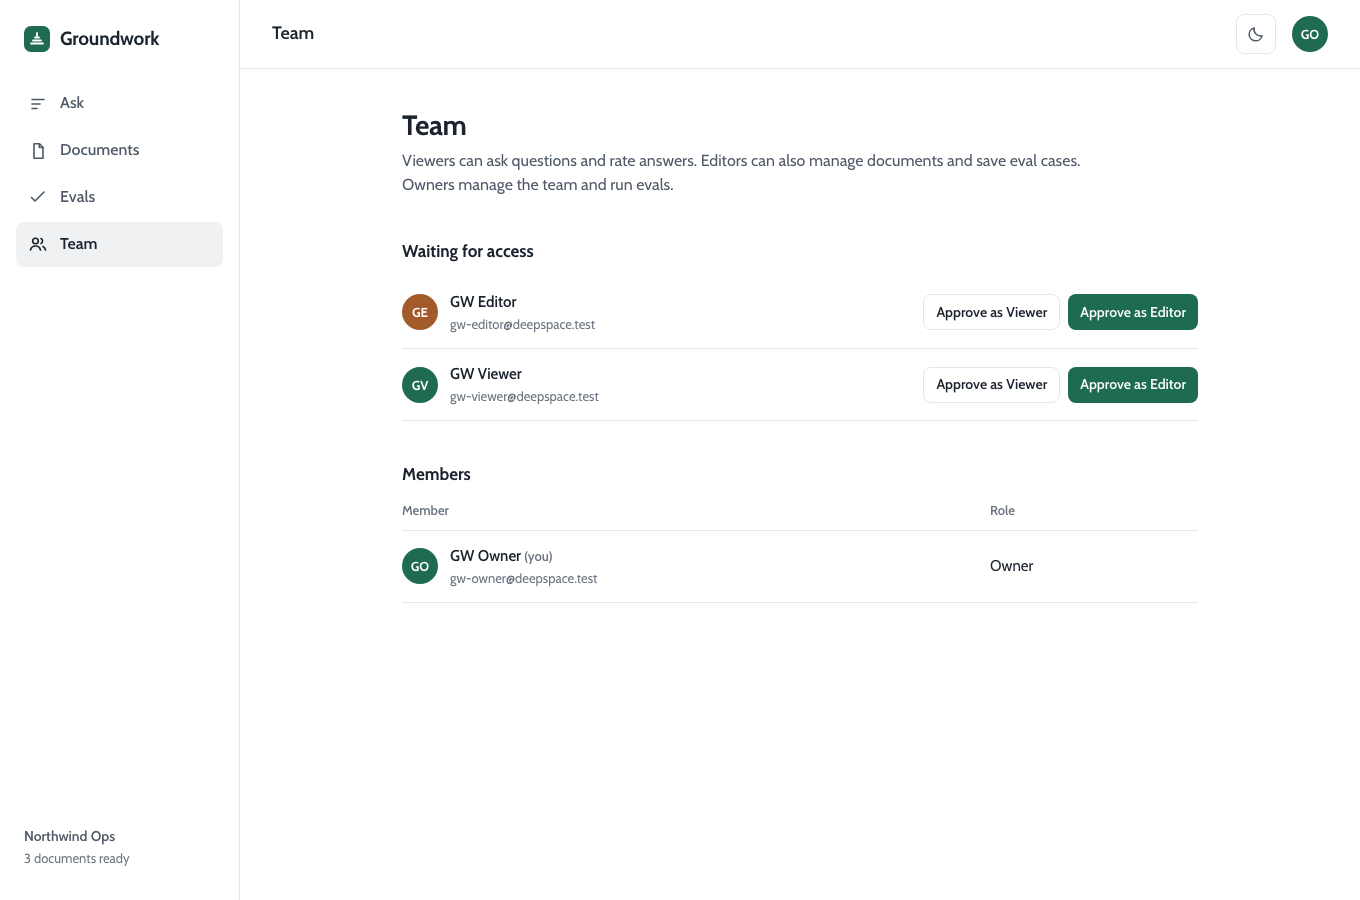 Groundwork
Ask
Documents
Evals
Team
Northwind Ops
3 documents ready
Team
GO
Team
Viewers can ask questions and rate answers. Editors can also manage documents and save eval cases.
Owners manage the team and run evals.
Waiting for access
GE
GW Editor
gw-editor@deepspace.test
Approve as Viewer
Approve as Editor
GV
GW Viewer
gw-viewer@deepspace.test
Approve as Viewer
Approve as Editor
Members
Member
Role
GO
GW Owner (you)
gw-owner@deepspace.test
Owner